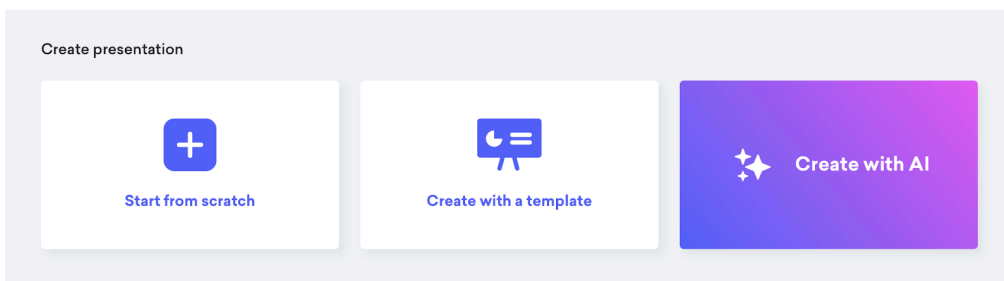 Create presentation
Start from scratch
Create with a template
Create with AI